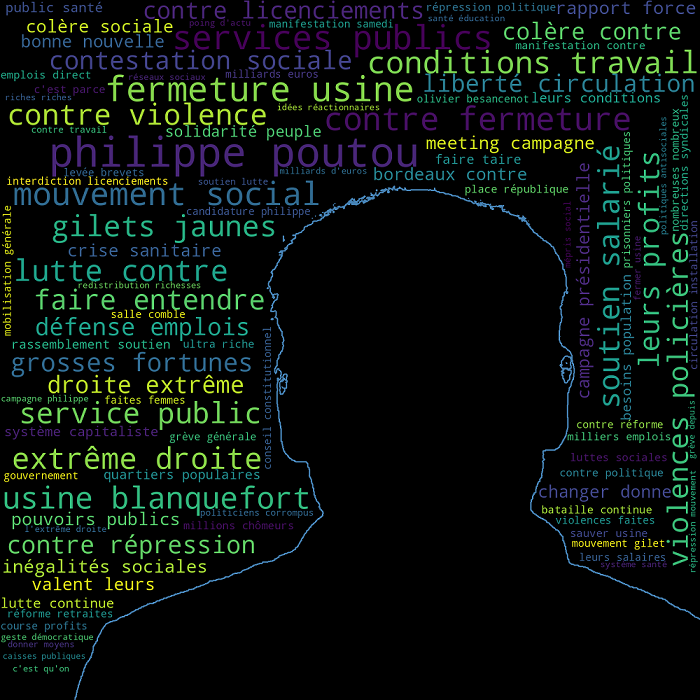 public santé
contre licenciements
poing d'actu
manifestation samedi
répression politique
santé éducation
rapport force
colère sociale
services publics
colère contre
bonne nouvelle
manifestation contre
contestation sociale
conditions travail
emplois direct
réseaux sociaux
milliards euros
c'est parce
fermeture usine
liberté circulation
riches riches
idées réactionnaires
olivier besancenot
leurs conditions
contre violence
contre fermeture
contre travail
solidarité peuple
philippe poutou
meeting campagne
faire taire
levée brevets
milliards d'euros
bordeaux contre
interdiction licenciements
soutien lutte
place république
mouvement social
candidature philippe
gilets jaunes
crise sanitaire
lutte contre
redistribution richesses
faire entendre
salle comble
mobilisation générale
défense emplois
rassemblement soutien
ultra riche
grosses fortunes
conseil constitutionnel
droite extrême
campagne philippe
faites femmes
service public
système capitaliste
grève générale
extrême droite
gouvernement
quartiers populaires
usine blanquefort
politiciens corrompus
pouvoirs publics
millions chômeurs
l'extrême droite
contre répression
inégalités sociales
valent leurs
lutte continue
réforme retraites
course profits
geste démocratique
donner moyens
caisses publiques
c'est qu'on
repris social
campagne présidentielle
soutien salarié
prisonniers politiques
besoins population
fermer usine
leurs profits
politiques antisociales
nombreuses nombreux
directions syndicales
violences policières
circulation installation
grève depuis
répression mouvement
contre réforme
milliers emplois
luttes sociales
contre politique
changer donne
bataille continue
violences faites
sauver usine
mouvement gilet
leurs salaires
système santé